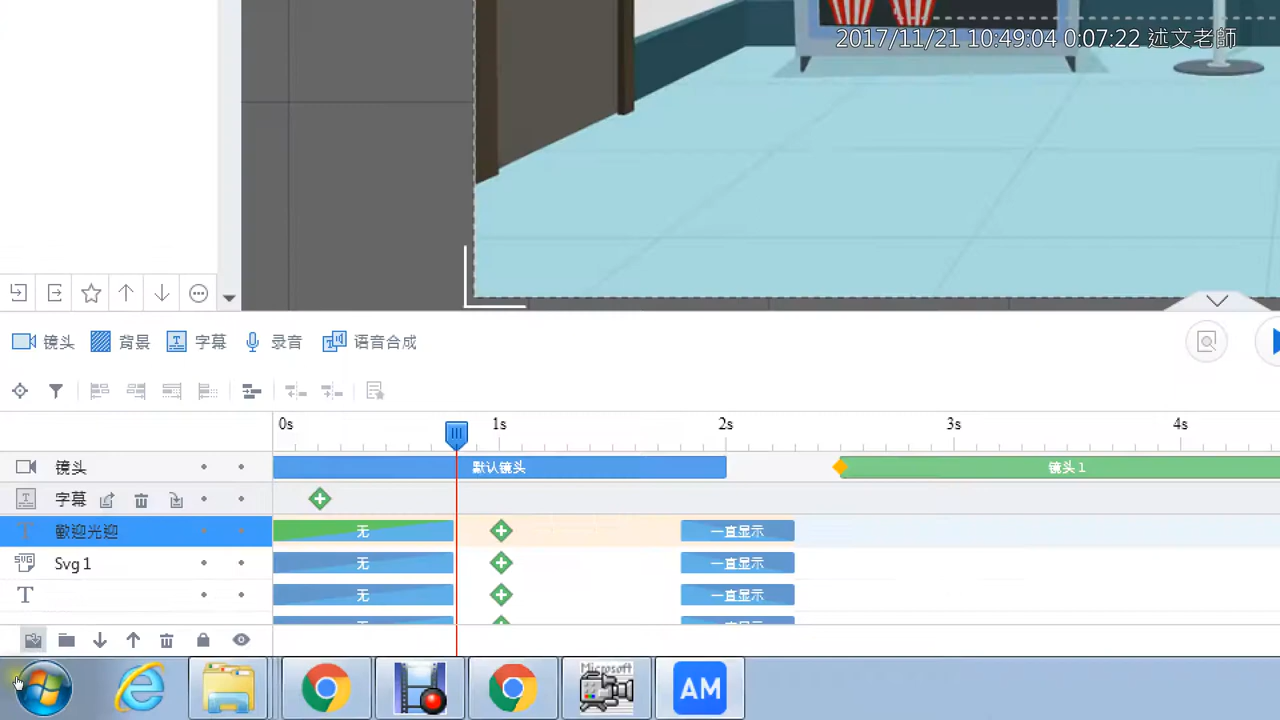 2017/11/21 10:49:04 0:07:22 述文老師
镜头 背景 字幕 录音 语音合成
0s 1s 2s 3s 4s
镜头 默认镜头 镜头1
字幕
歡迎光迎 无 一直显示
Svg 1 无 一直显示
无 一直显示
Microsoft
AM